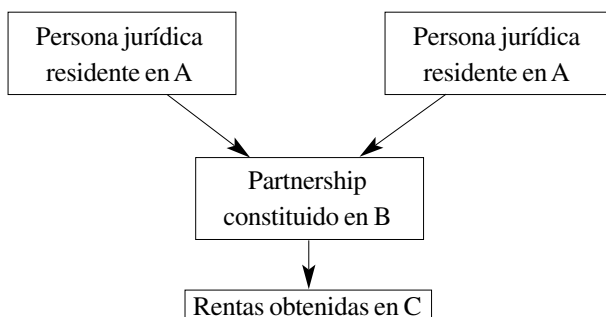 Persona jurídica
residente en A
Persona jurídica
residente en A
Partnership
constituido en B
Rentas obtenidas en C